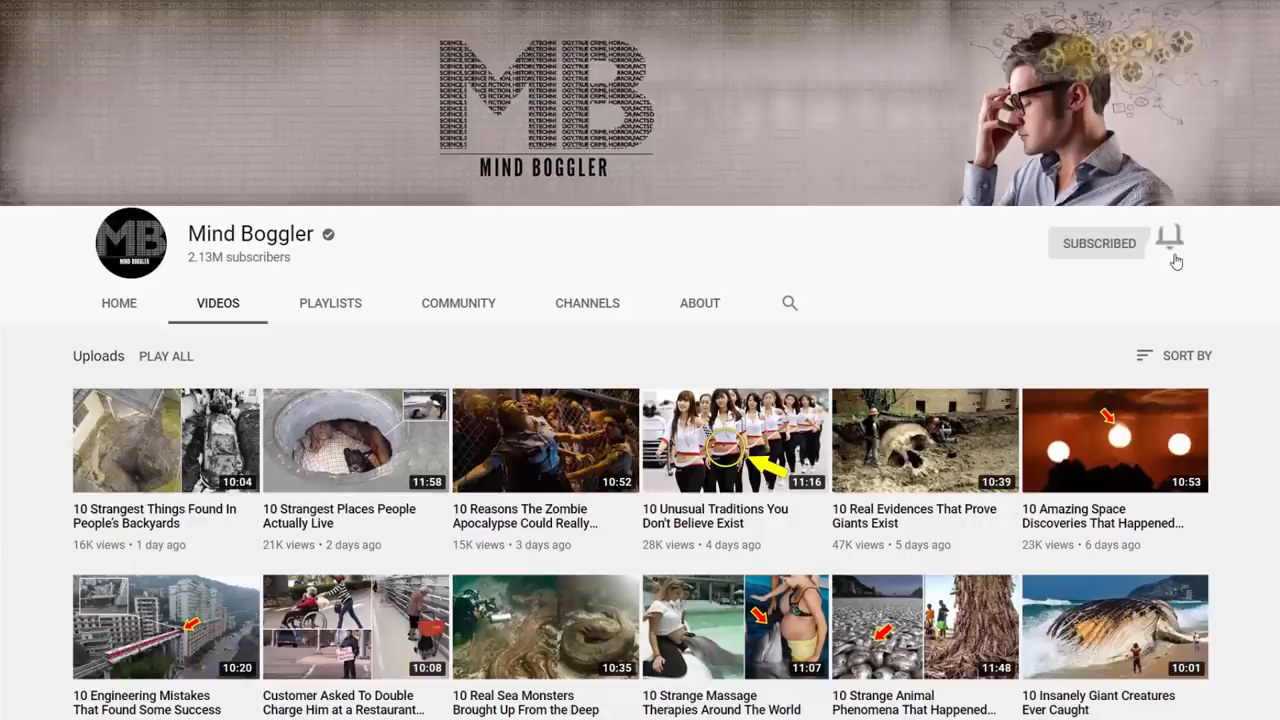 MB
MIND BOGGLER
MB
MIND BOGGLER
Mind Boggler
2.13M subscribers
SUBSCRIBED
HOME
VIDEOS
PLAYLISTS
COMMUNITY
CHANNELS
ABOUT
Uploads
PLAY ALL
SORT BY
10:04
11:58
10:52
11:16
10:39
10:53
10 Strangest Things Found In
People's Backyards
16K views • 1 day ago
10 Strangest Places People
Actually Live
21K views • 2 days ago
10 Reasons The Zombie
Apocalypse Could Really...
15K views • 3 days ago
10 Unusual Traditions You
Don't Believe Exist
28K views • 4 days ago
10 Real Evidences That Prove
Giants Exist
47K views • 5 days ago
10 Amazing Space
Discoveries That Happened...
23K views • 6 days ago
10:20
10:08
10:35
11:07
11:48
10:01
10 Engineering Mistakes
That Found Some Success
Customer Asked To Double
Charge Him at a Restaurant...
10 Real Sea Monsters
Brought Up From the Deep
10 Strange Massage
Therapies Around The World
10 Strange Animal
Phenomena That Happened...
10 Insanely Giant Creatures
Ever Caught